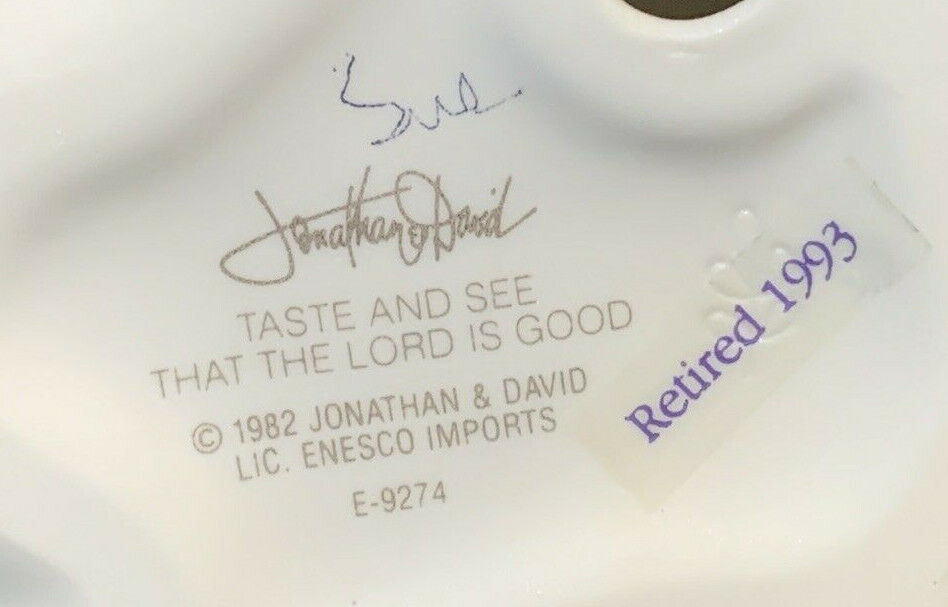 Jonathan & David
TASTE AND SEE
THAT THE LORD IS GOOD
© 1982 JONATHAN & DAVID
LIC. ENESCO IMPORTS
E-9274
Retired 1993